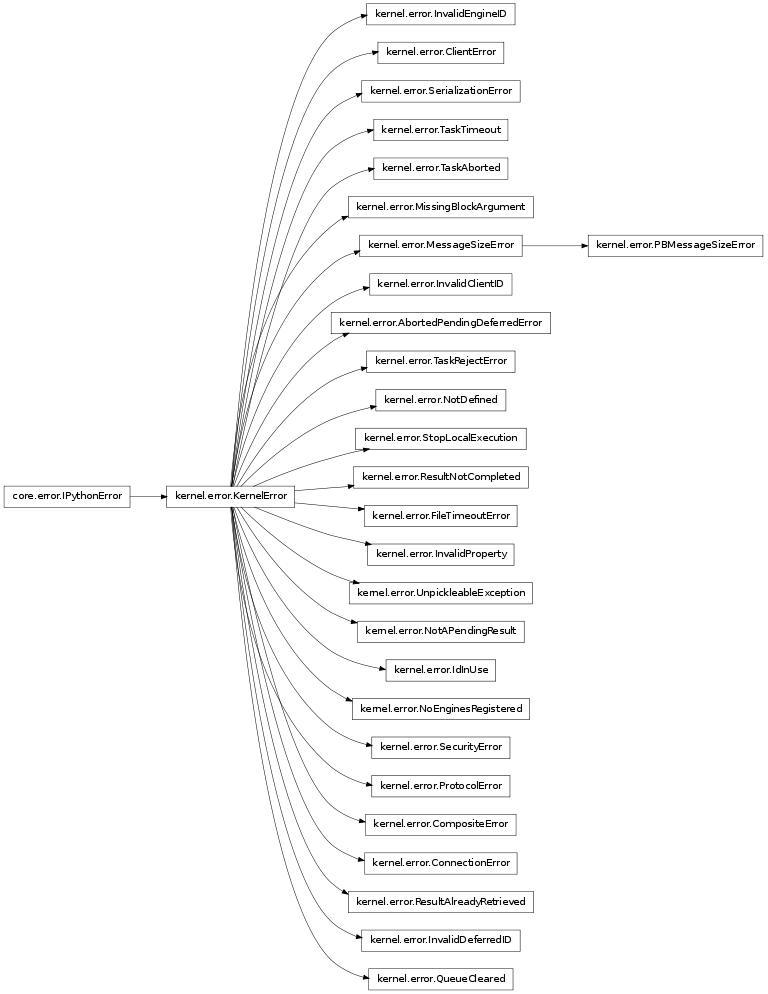 kernel.error.InvalidEngineID
kernel.error.ClientError
kernel.error.SerializationError
kernel.error.TaskTimeout
kernel.error.TaskAborted
kernel.error.MissingBlockArgument
kernel.error.MessageSizeError
kernel.error.PBMessageSizeError
kernel.error.InvalidClientID
kernel.error.AbortedPendingDeferredError
kernel.error.TaskRejectError
kernel.error.NotDefined
kernel.error.StopLocalExecution
kernel.error.ResultNotCompleted
core.error.IPythonError
kernel.error.KernelError
kernel.error.FileTimeoutError
kernel.error.InvalidProperty
kernel.error.UnpickleableException
kernel.error.NotAPendingResult
kernel.error.IdInUse
kernel.error.NoEnginesRegistered
kernel.error.SecurityError
kernel.error.ProtocolError
kernel.error.CompositeError
kernel.error.ConnectionError
kernel.error.ResultAlreadyRetrieved
kernel.error.InvalidDeferredID
kernel.error.QueueCleared